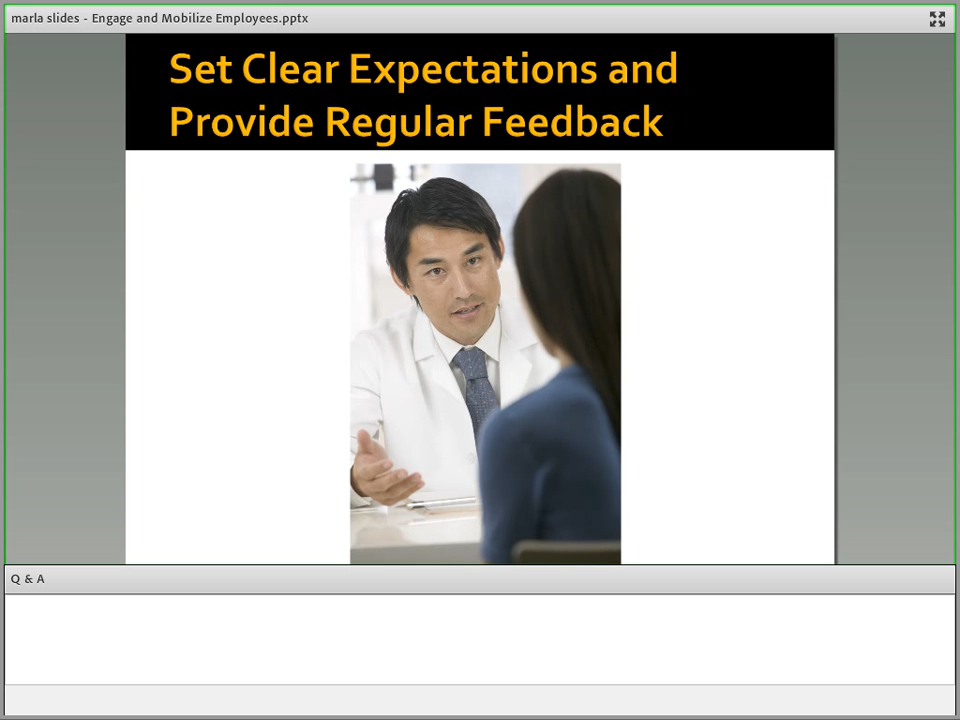 marla slides - Engage and Mobilize Employees.pptx
Set Clear Expectations and
Provide Regular Feedback
Q & A